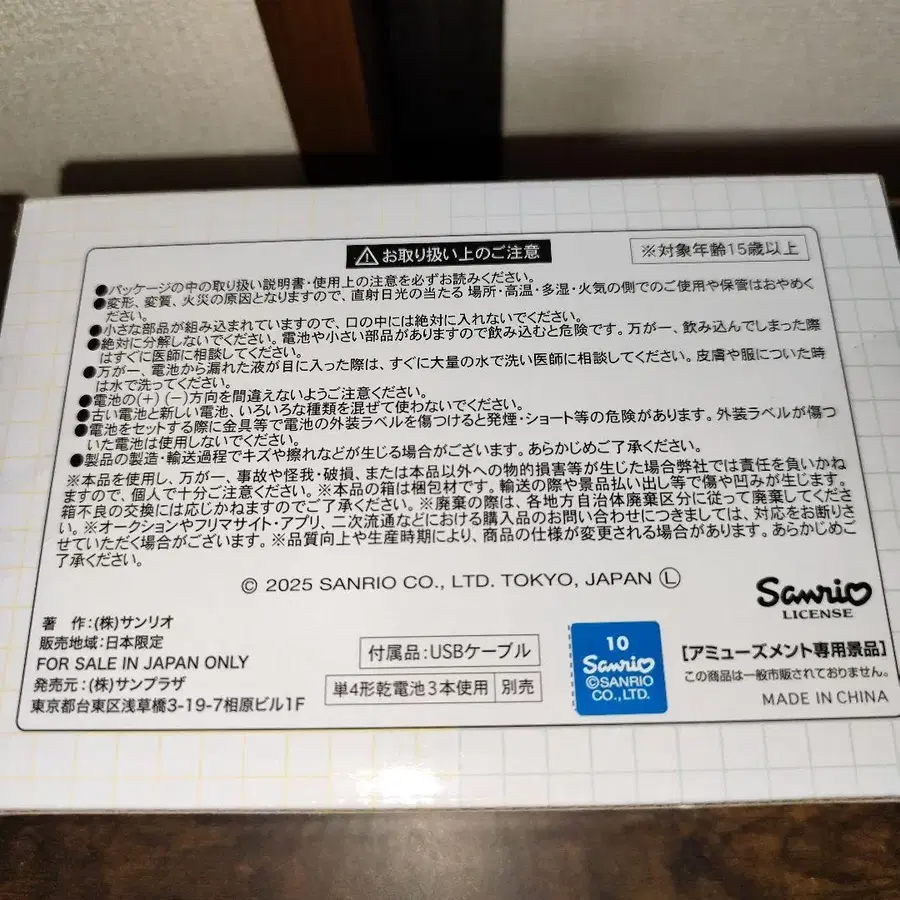 ⚠お取り扱い上のご注意
※対象年齢15歳以上
●パッケージの中の取り扱い説明書・使用上の注意を必ずお読みください。
●変形、変質、火災の原因となりますので、直射日光の当たる 場所・高温・多湿・火気の側でのご使用や保管はおやめく
ださい。
●小さな部品が組み込まれていますので、口の中には絶対に入れないでください。
●絶対に分解しないでください。電池や小さい部品がありますので飲み込むと危険です。万が一、飲み込んでしまった際
はすぐに医師に相談してください。
●万が一、電池から漏れた液が目に入った際は、すぐに大量の水で洗い医師に相談してください。皮膚や服についた時
は水で洗ってください。
●電池の(+)(-)方向を間違えないようご注意ください。
●古い電池と新しい電池、いろいろな種類を混ぜて使わないでください。
●電池をセットする際に金具等で電池の外装ラベルを傷つけると発煙・ショート等の危険があります。外装ラベルが傷つ
いた電池は使用しないでください。
●製品の製造・輸送過程でキズや擦れなどが生じる場合がございます。あらかじめご了承ください。
※本品を使用し、万が一、事故や怪我・破損、または本品以外への物的損害等が生じた場合弊社では責任を負いかね
ますので、個人で十分ご注意ください。※本品の箱は梱包材です。輸送の際や景品払い出し等で傷や凹みが生じます。
箱不良の交換には応じかねますのでご了承ください。※廃棄の際は、各地方自治体廃棄区分に従って廃棄してくださ
い。※オークションやフリマサイト・アプリ、二次流通などにおける購入品のお問い合わせにつきましては、対応をお断りさ
せていただく場合がございます。※品質向上や生産時期により、商品の仕様が変更される場合があります。あらかじめご
了承ください。
© 2025 SANRIO CO., LTD. TOKYO, JAPAN Ⓛ
Sanrio
LICENSE
著 作:(株)サンリオ
販売地域:日本限定
FOR SALE IN JAPAN ONLY
発売元:(株)サンプラザ
東京都台東区浅草橋3-19-7相原ビル1F
付属品:USBケーブル
単4形乾電池3本使用 別売
10
Sanrio
©SANRIO
CO.,LTD.
[アミューズメント専用景品]
この商品は一般市販されておりません。
MADE IN CHINA